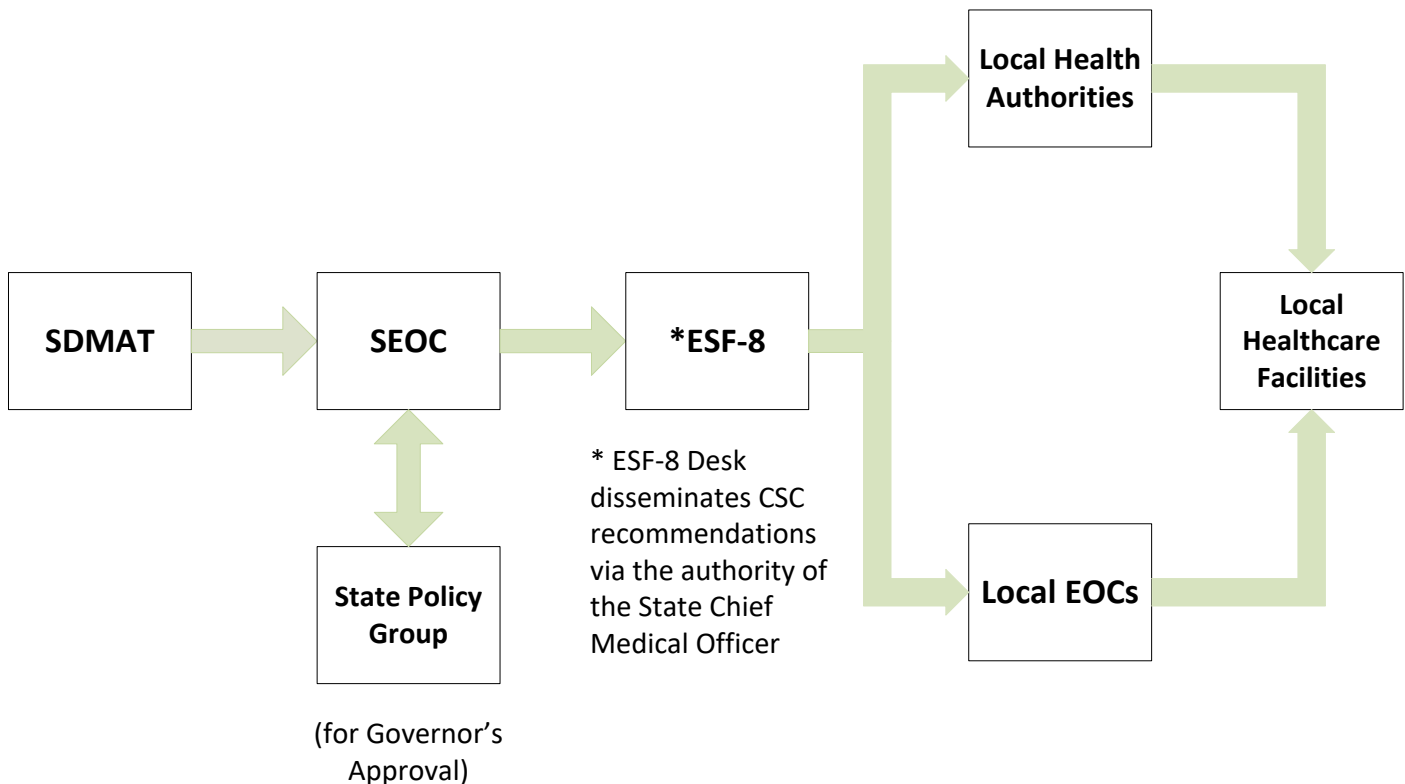 Local Health
Authorities
SDMAT
SEOC
*ESF-8
Local
Healthcare
Facilities
* ESF-8 Desk
disseminates CSC
recommendations
via the authority of
the State Chief
Medical Officer
State Policy
Group
Local EOCs
(for Governor’s
Approval)